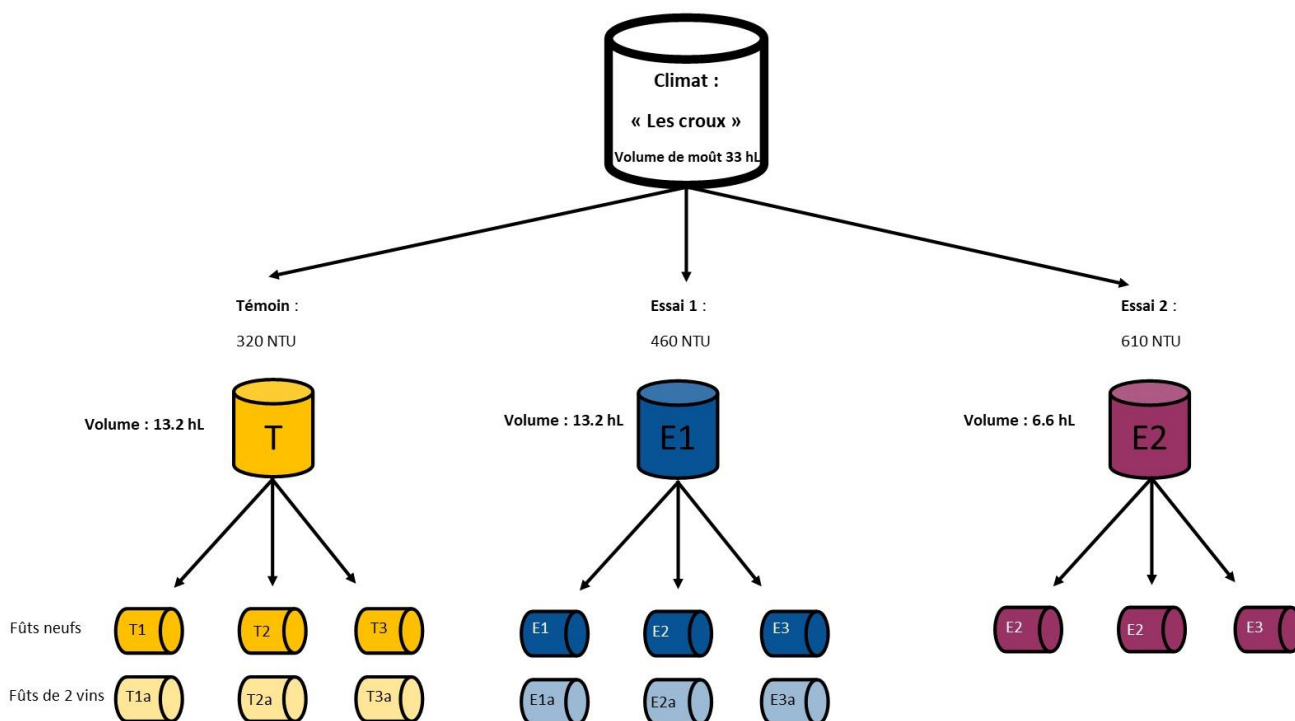 Climat :
« Les croux »
Volume de moût 33 hL
Témoin :
320 NTU
Essai 1 :
460 NTU
Essai 2 :
610 NTU
Volume : 13.2 hL
T
Volume : 13.2 hL
E1
Volume : 6.6 hL
E2
Fûts neufs
T1
T2
T3
E1
E2
E3
E2
E2
E3
Fûts de 2 vins
T1a
T2a
T3a
E1a
E2a
E3a